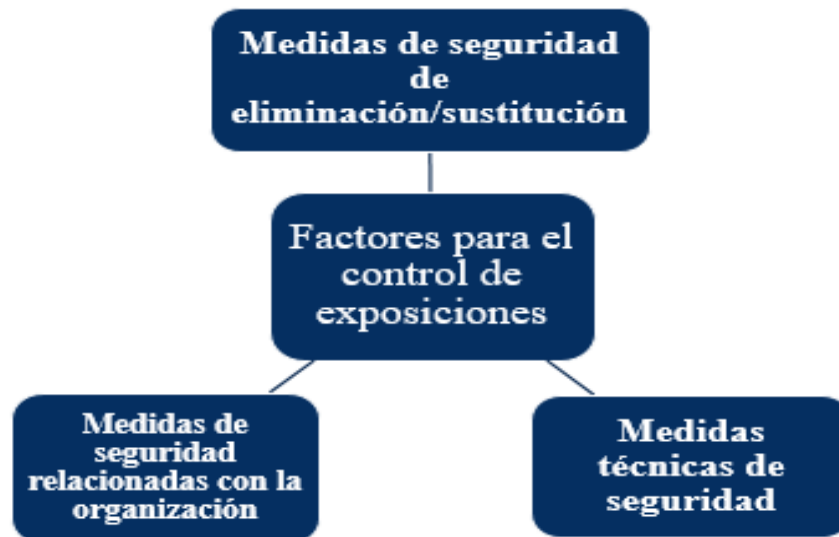 Medidas de seguridad
de
eliminación/sustitución
Factores para el
control de
exposiciones
Medidas de
seguridad
relacionadas con la
organización
Medidas
técnicas de
seguridad